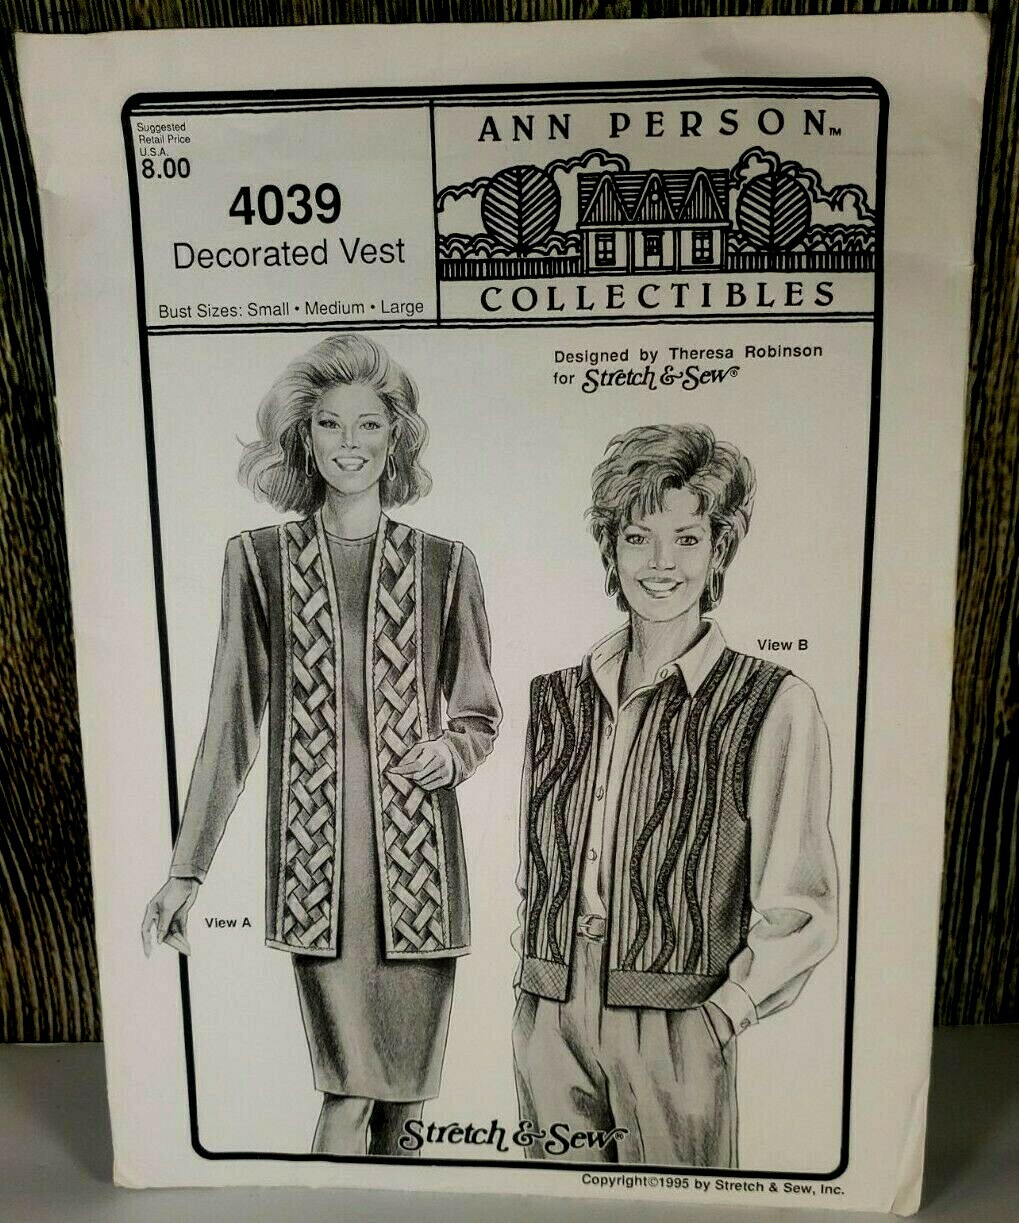 Suggested
Retail Price
U.S.A.
8.00
4039
Decorated Vest
Bust Sizes: Small • Medium • Large
ANN PERSON™
COLLECTIBLES
Designed by Theresa Robinson
for Stretch & Sew®
View B
View A
Stretch & Sew®
Copyright©1995 by Stretch & Sew, Inc.